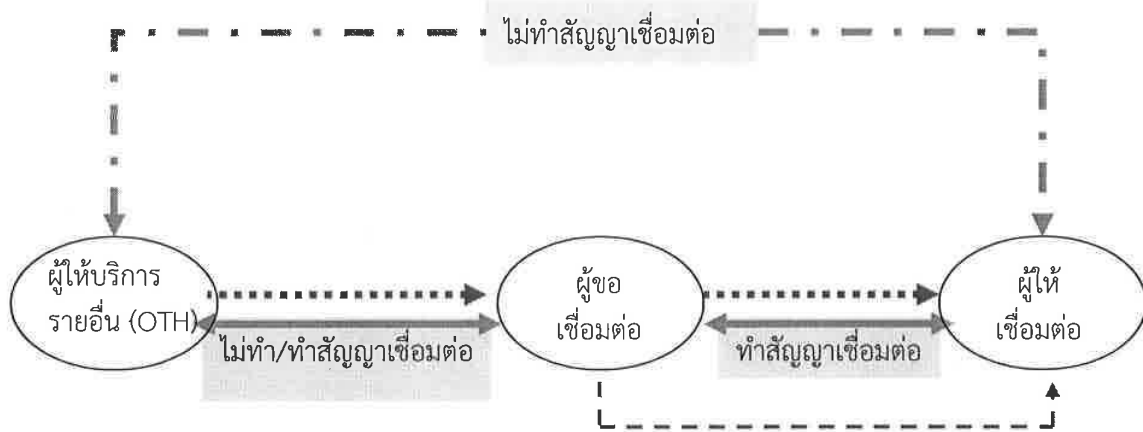 ไม่ทำสัญญาเชื่อมต่อ
ผู้ให้บริการ
รายอื่น (OTH)
ไม่ทำ/ทำสัญญาเชื่อมต่อ
ผู้ขอ
เชื่อมต่อ
ทำสัญญาเชื่อมต่อ
ผู้ให้
เชื่อมต่อ